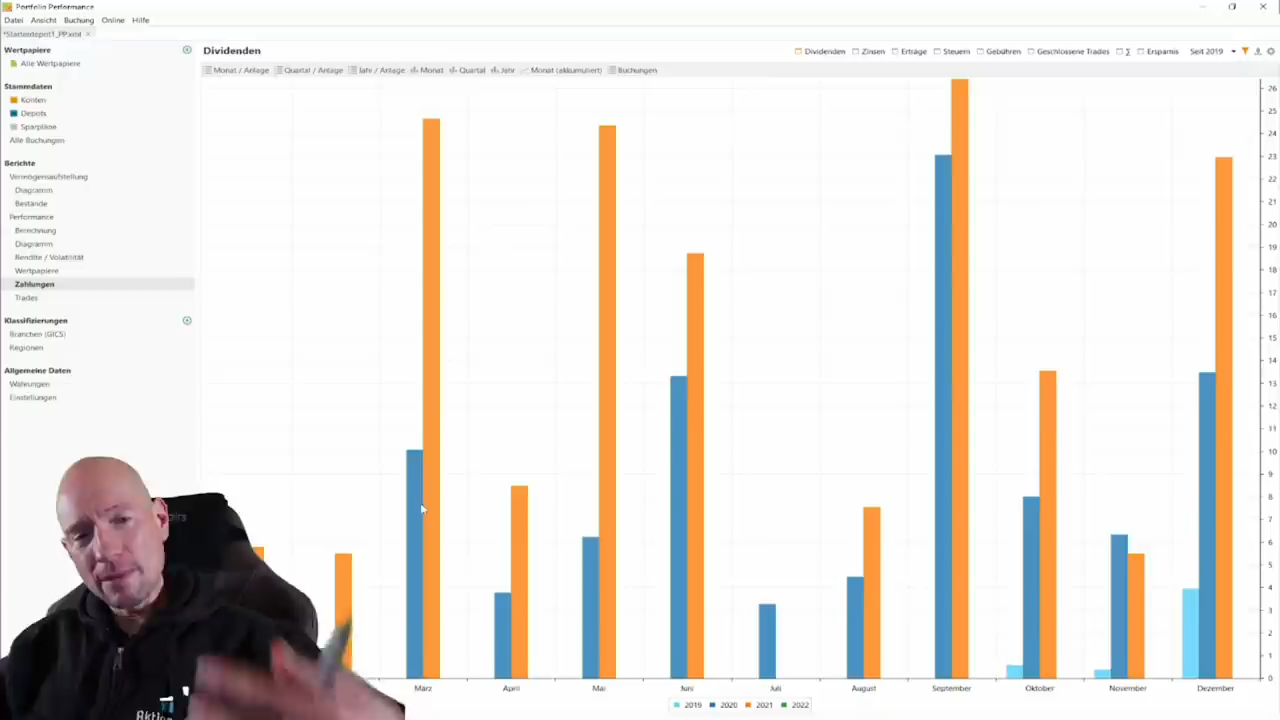 Portfolio Performance
Datei Ansicht Buchung Online Hilfe
*Starterdepot1_PP.xml
Wertpapiere
Alle Wertpapiere
Stammdaten
Konten
Depots
Sparpläne
Alle Buchungen
Berichte
Vermögensaufstellung
Diagramm
Bestände
Performance
Berechnung
Diagramm
Rendite / Volatilität
Wertpapiere
Zahlungen
Trades
Klassifizierungen
Branchen (GICS)
Regionen
Allgemeine Daten
Währungen
Einstellungen
Dividenden
Dividenden Zinsen Erträge Steuern Gebühren Geschlossene Trades ∑ Ersparnis Seit 2019
Monat / Anlage Quartal / Anlage Jahr / Anlage Monat Quartal Jahr Monat (akkumuliert) Buchungen
26
25
24
23
22
21
20
19
18
17
16
15
14
13
12
11
10
9
8
7
6
5
4
3
2
1
0
März April Mai Juni Juli August September Oktober November Dezember
2019 2020 2021 2022